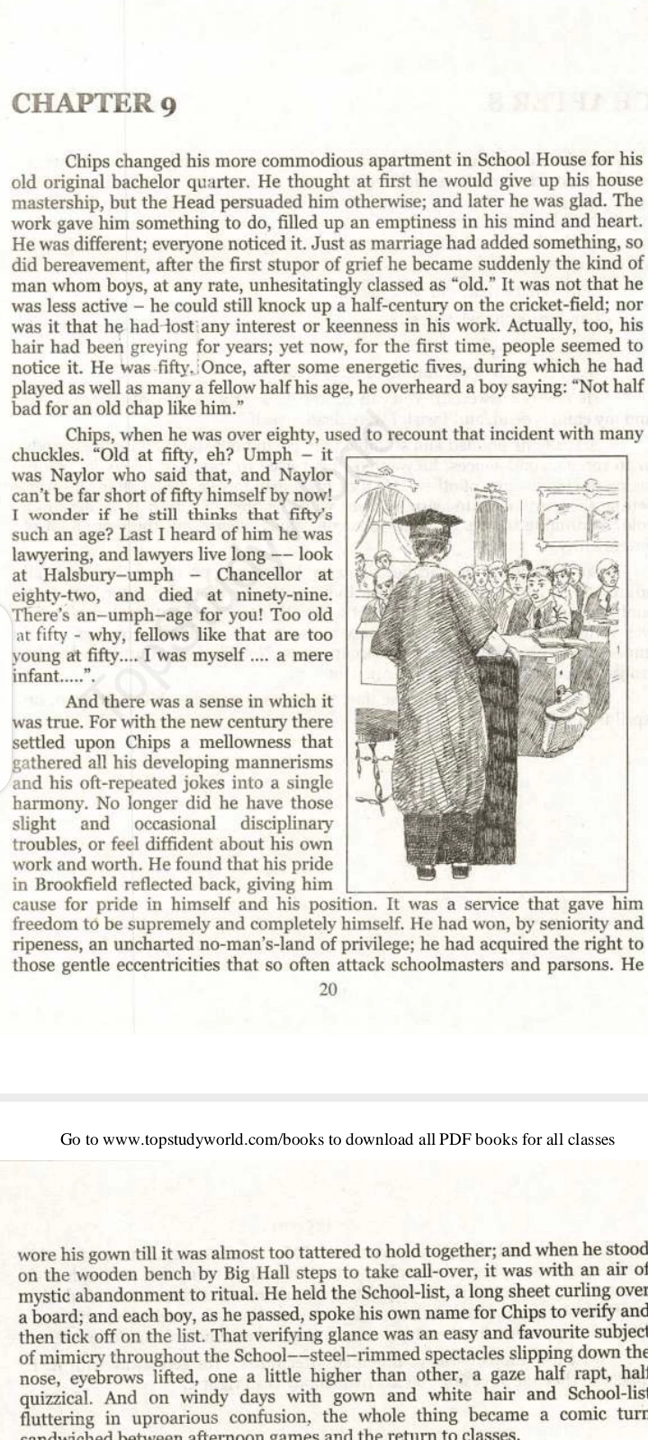 CHAPTER 9
Chips changed his more commodious apartment in School House for his
old original bachelor quarter. He thought at first he would give up his house
mastership, but the Head persuaded him otherwise; and later he was glad. The
work gave him something to do, filled up an emptiness in his mind and heart.
He was different; everyone noticed it. Just as marriage had added something, so
did bereavement, after the first stupor of grief he became suddenly the kind of
man whom boys, at any rate, unhesitatingly classed as “old.” It was not that he
was less active – he could still knock up a half-century on the cricket-field; nor
was it that he had lost any interest or keenness in his work. Actually, too, his
hair had been greying for years; yet now, for the first time, people seemed to
notice it. He was fifty. Once, after some energetic fives, during which he had
played as well as many a fellow half his age, he overheard a boy saying: “Not half
bad for an old chap like him.”
Chips, when he was over eighty, used to recount that incident with many
chuckles. “Old at fifty, eh? Umph – it
was Naylor who said that, and Naylor
can’t be far short of fifty himself by now!
I wonder if he still thinks that fifty’s
such an age? Last I heard of him he was
lawyering, and lawyers live long –– look
at Halsbury–umph – Chancellor at
eighty-two, and died at ninety-nine.
There’s an–umph–age for you! Too old
at fifty - why, fellows like that are too
young at fifty.... I was myself .... a mere
infant.....”.
And there was a sense in which it
was true. For with the new century there
settled upon Chips a mellowness that
gathered all his developing mannerisms
and his oft-repeated jokes into a single
harmony. No longer did he have those
slight and occasional disciplinary
troubles, or feel diffident about his own
work and worth. He found that his pride
in Brookfield reflected back, giving him
cause for pride in himself and his position. It was a service that gave him
freedom to be supremely and completely himself. He had won, by seniority and
ripeness, an uncharted no-man’s-land of privilege; he had acquired the right to
those gentle eccentricities that so often attack schoolmasters and parsons. He
20
Go to www.topstudyworld.com/books to download all PDF books for all classes
wore his gown till it was almost too tattered to hold together; and when he stood
on the wooden bench by Big Hall steps to take call-over, it was with an air of
mystic abandonment to ritual. He held the School-list, a long sheet curling over
a board; and each boy, as he passed, spoke his own name for Chips to verify and
then tick off on the list. That verifying glance was an easy and favourite subject
of mimicry throughout the School––steel–rimmed spectacles slipping down the
nose, eyebrows lifted, one a little higher than other, a gaze half rapt, half
quizzical. And on windy days with gown and white hair and School-list
fluttering in uproarious confusion, the whole thing became a comic turn
sandwiched between afternoon games and the return to classes.